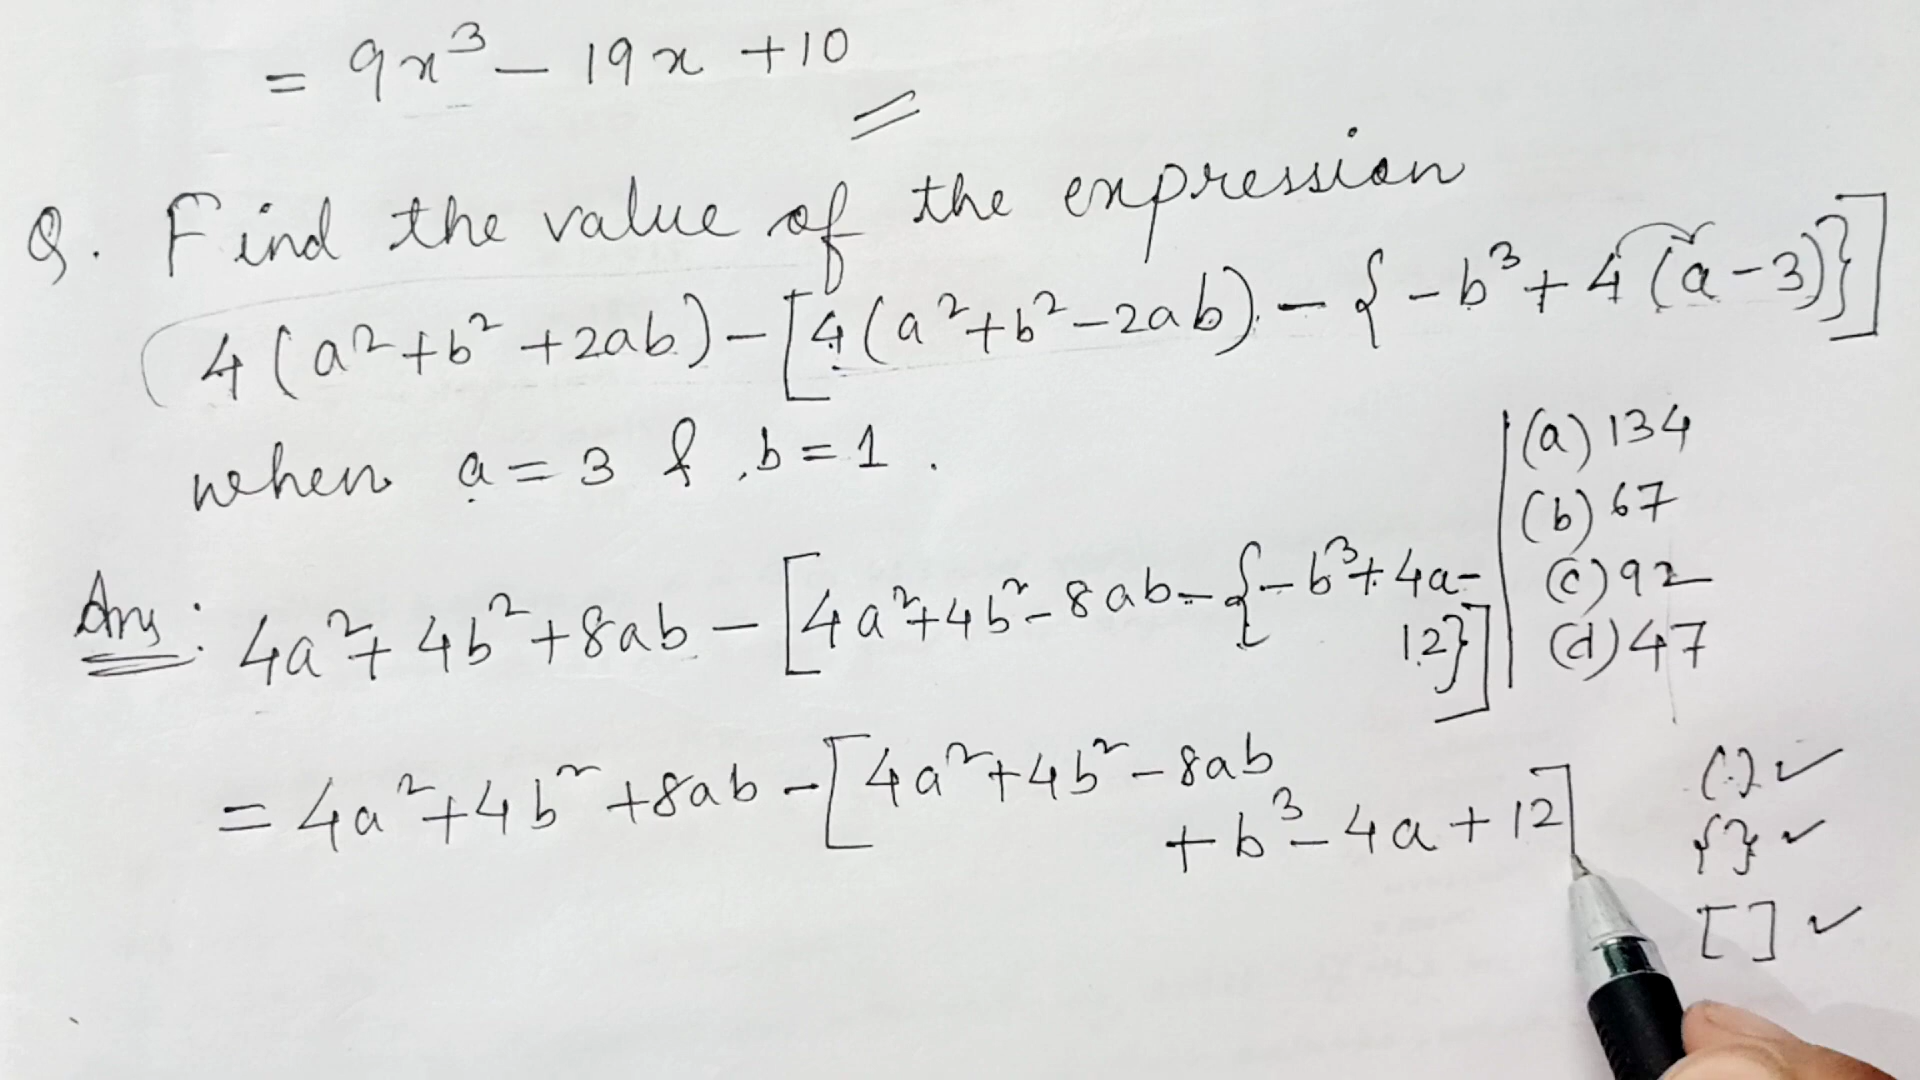 = 9x³ - 19x + 10
Q. Find the value of the expression
4(a²+b²+2ab) - [4(a²+b²-2ab) - {-b³+4(a-3)}]
when a = 3 & b = 1.
(a) 134
(b) 67
(c) 92
(d) 47
Ans: 4a²+4b²+8ab - [4a²+4b²-8ab - {-b³+4a-
12}]
= 4a²+4b²+8ab - [4a²+4b²-8ab
+b³-4a+12]
() ✓
{} ✓
[] ✓